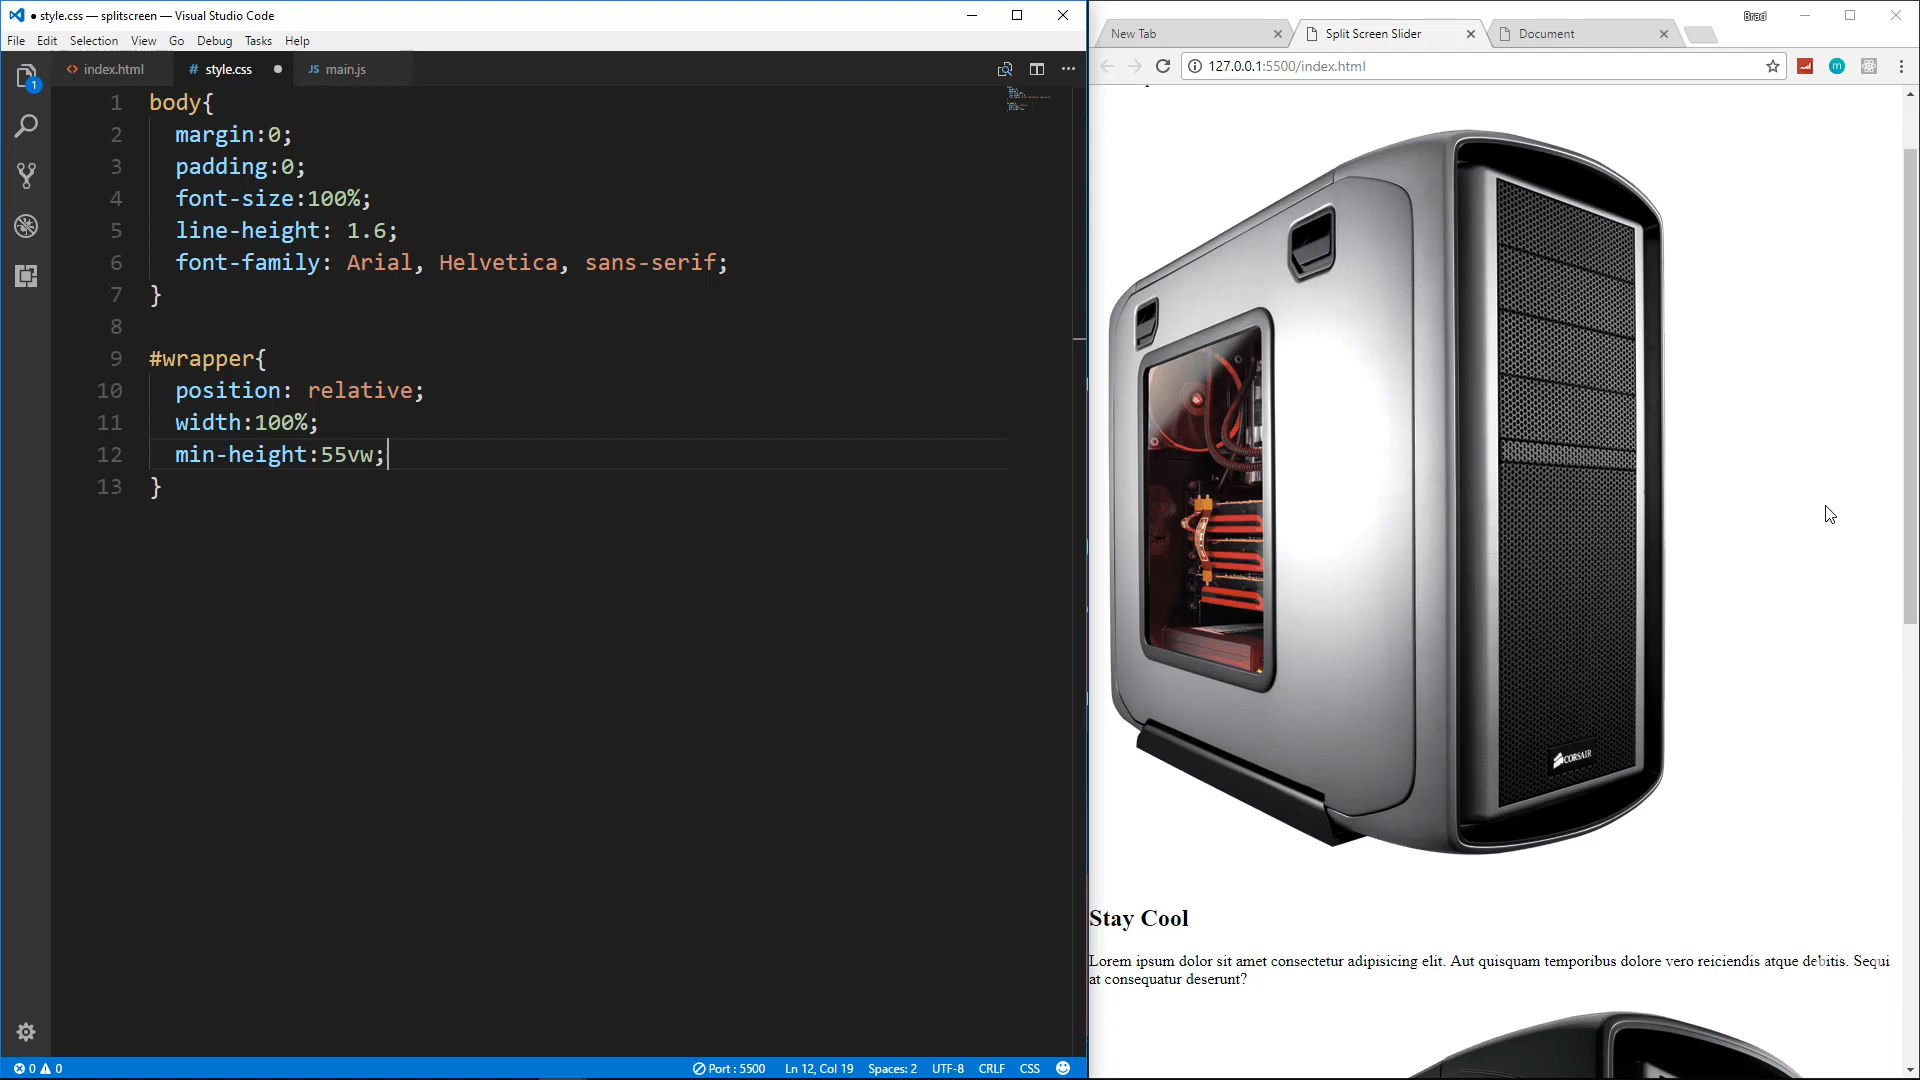 ● style.css — splitscreen — Visual Studio Code
File Edit Selection View Go Debug Tasks Help
<> index.html
# style.css ●
JS main.js
1 body{
2 margin:0;
3 padding:0;
4 font-size:100%;
5 line-height: 1.6;
6 font-family: Arial, Helvetica, sans-serif;
7 }
8
9 #wrapper{
10 position: relative;
11 width:100%;
12 min-height:55vw;
13 }
1
0 0
Port : 5500
Ln 12, Col 19
Spaces: 2
UTF-8
CRLF
CSS
Brad
New Tab
Split Screen Slider
Document
127.0.0.1:5500/index.html
m
CORSAIR
Stay Cool
Lorem ipsum dolor sit amet consectetur adipisicing elit. Aut quisquam temporibus dolore vero reiciendis atque debitis. Sequi
at consequatur deserunt?